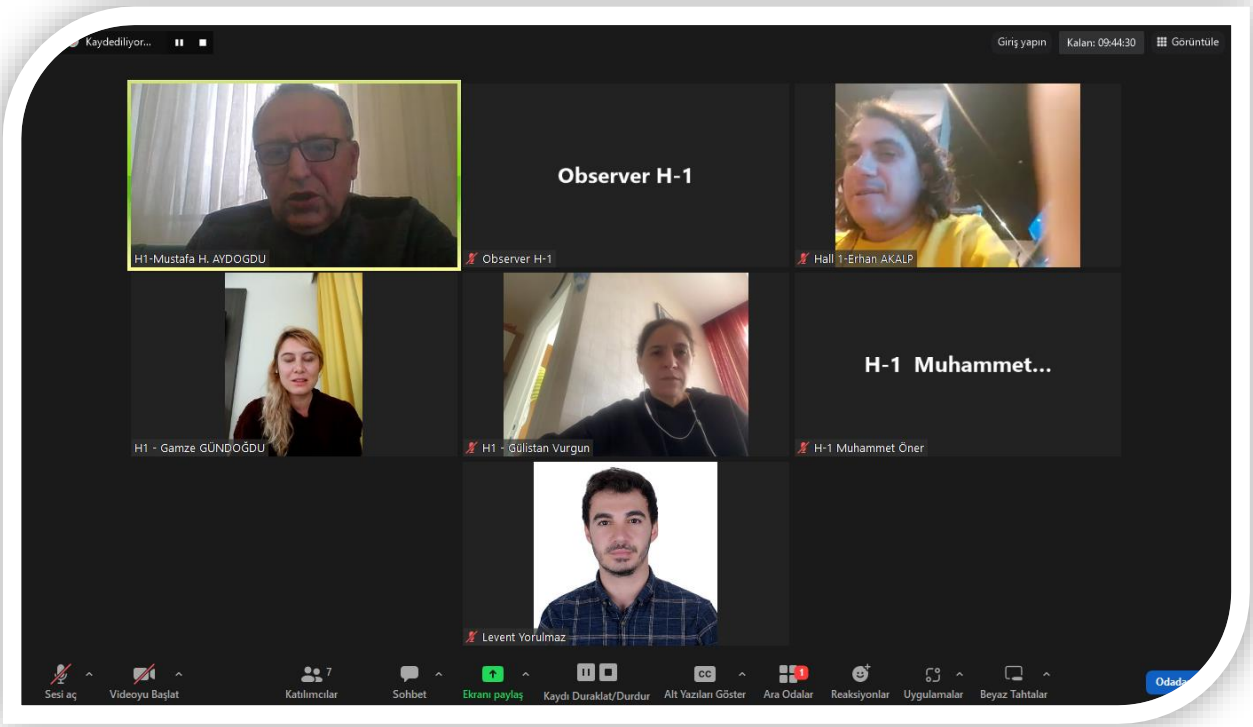 Kaydediliyor...
Giriş yapın
Kalan: 09:44:30
Görüntüle
H1-Mustafa H. AYDOGDU
Observer H-1
Observer H-1
Hall 1-Erhan AKALP
H1 - Gamze GÜNDOĞDU
H1 - Gülistan Vurgun
H-1 Muhammet...
H-1 Muhammet Öner
Levent Yorulmaz
Sesi aç
Videoyu Başlat
7
Katılımcılar
Sohbet
Ekranı paylaş
Kaydı Duraklat/Durdur
CC
Alt Yazıları Göster
1
Ara Odalar
Reaksiyonlar
Uygulamalar
Beyaz Tahtalar